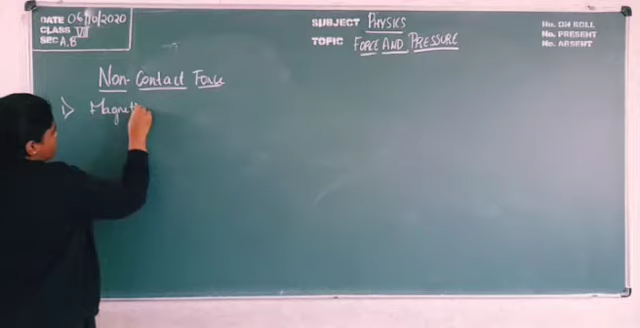 DATE 06/10/2020
CLASS VII
SEC A,B
SUBJECT PHYSICS
TOPIC FORCE AND PRESSURE
No. ON ROLL
No. PRESENT
No. ABSENT
Non-Contact Force
Magnet